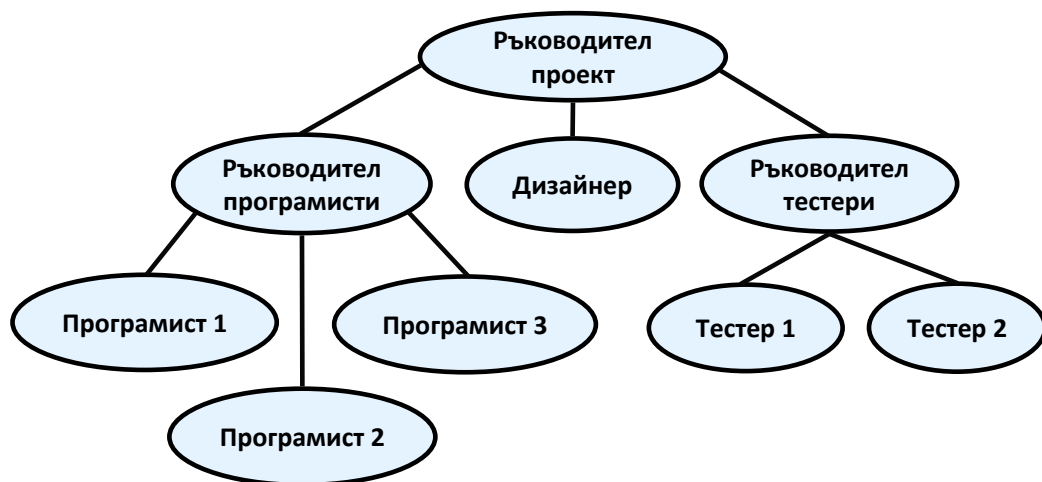 Ръководител
проект
Ръководител
програмисти
Дизайнер
Ръководител
тестери
Програмист 1
Програмист 3
Тестер 1
Тестер 2
Програмист 2